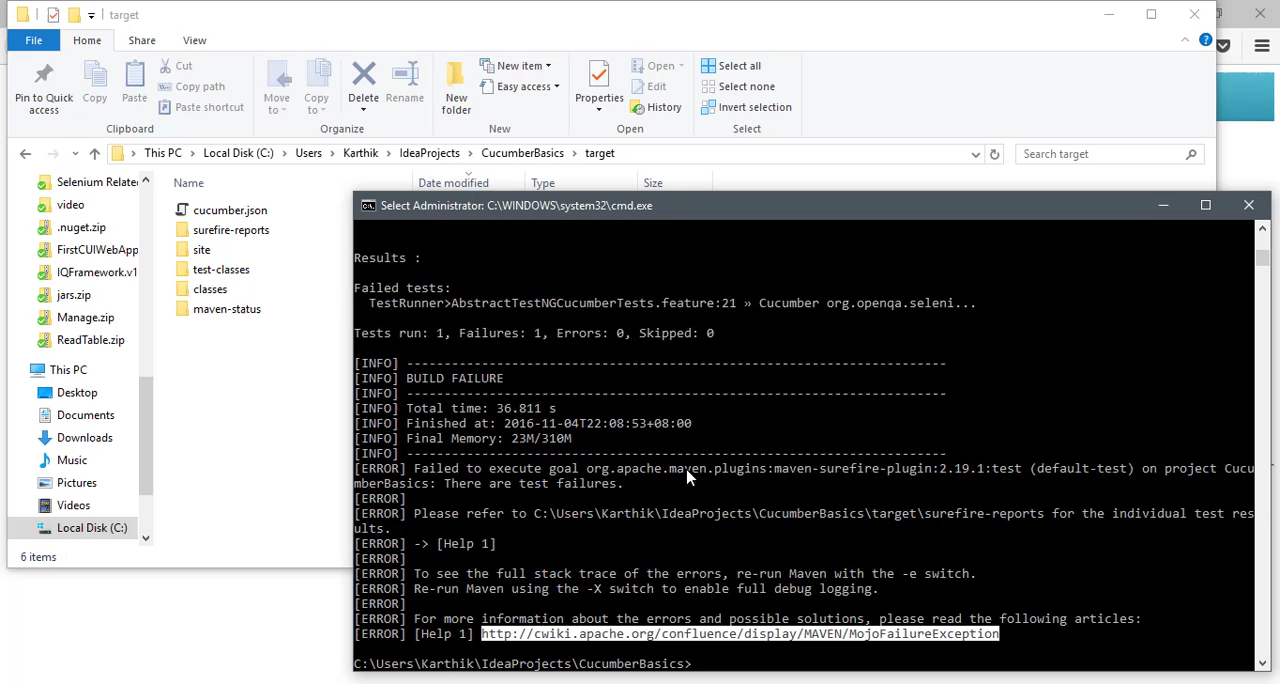 target
File Home Share View
Pin to Quick access
Copy
Paste
Cut
Copy path
Paste shortcut
Clipboard
Move to
Copy to
Delete
Rename
Organize
New folder
New item
Easy access
New
Properties
Open
Edit
History
Open
Select all
Select none
Invert selection
Select
This PC > Local Disk (C:) > Users > Karthik > IdeaProjects > CucumberBasics > target
Search target
Name Date modified Type Size
Selenium Relate
video
.nuget.zip
FirstCUIWebApp
IQFramework.v1
jars.zip
Manage.zip
ReadTable.zip
This PC
Desktop
Documents
Downloads
Music
Pictures
Videos
Local Disk (C:)
6 items
cucumber.json
surefire-reports
site
test-classes
classes
maven-status
Select Administrator: C:\WINDOWS\system32\cmd.exe
Results :
Failed tests:
TestRunner>AbstractTestNGCucumberTests.feature:21 » Cucumber org.openqa.seleni...
Tests run: 1, Failures: 1, Errors: 0, Skipped: 0
[INFO] ------------------------------------------------------------------------
[INFO] BUILD FAILURE
[INFO] ------------------------------------------------------------------------
[INFO] Total time: 36.811 s
[INFO] Finished at: 2016-11-04T22:08:53+08:00
[INFO] Final Memory: 23M/310M
[INFO] ------------------------------------------------------------------------
[ERROR] Failed to execute goal org.apache.maven.plugins:maven-surefire-plugin:2.19.1:test (default-test) on project Cucu
mberBasics: There are test failures.
[ERROR]
[ERROR] Please refer to C:\Users\Karthik\IdeaProjects\CucumberBasics\target\surefire-reports for the individual test res
ults.
[ERROR] -> [Help 1]
[ERROR]
[ERROR] To see the full stack trace of the errors, re-run Maven with the -e switch.
[ERROR] Re-run Maven using the -X switch to enable full debug logging.
[ERROR]
[ERROR] For more information about the errors and possible solutions, please read the following articles:
[ERROR] [Help 1] http://cwiki.apache.org/confluence/display/MAVEN/MojoFailureException
C:\Users\Karthik\IdeaProjects\CucumberBasics>